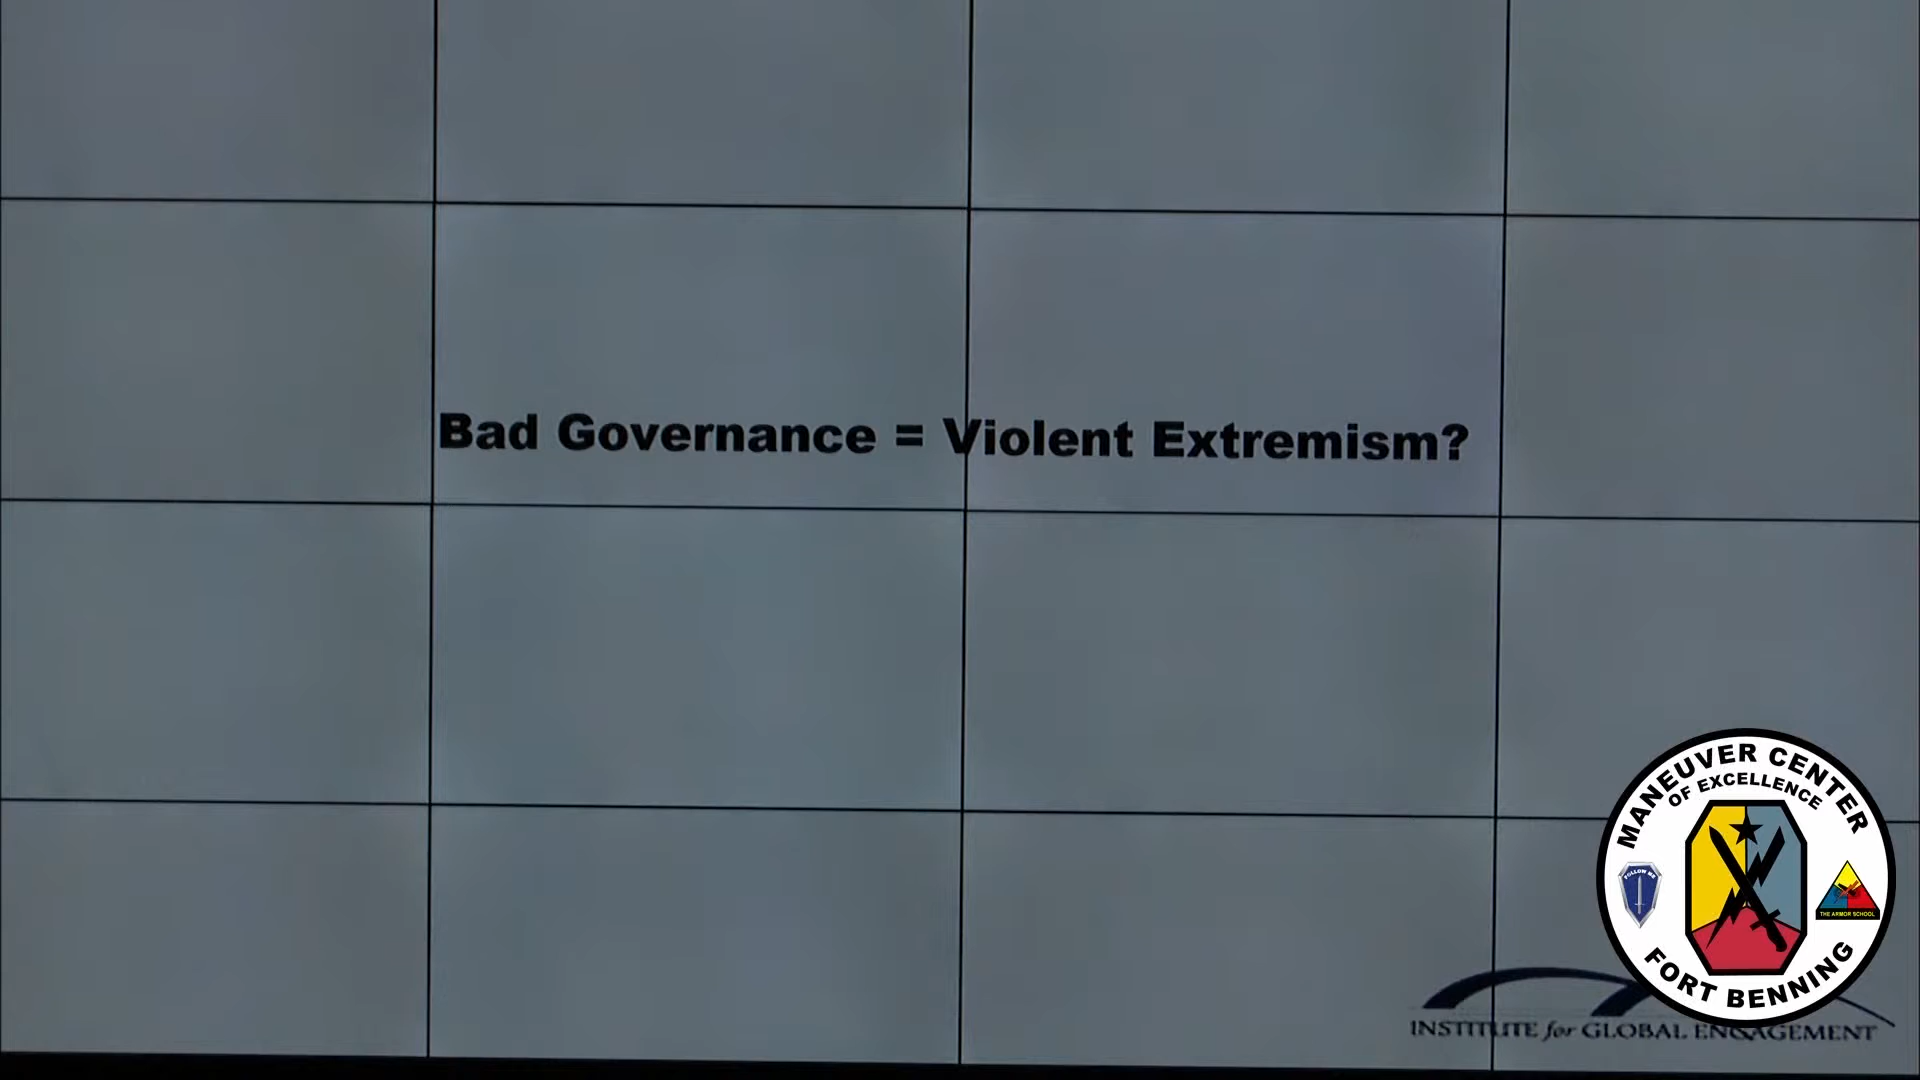 Bad Governance = Violent Extremism?
MANEUVER CENTER
OF EXCELLENCE
FOLLOW ME
THE ARMOR SCHOOL
FORT BENNING
INSTITUTE for GLOBAL ENGAGEMENT